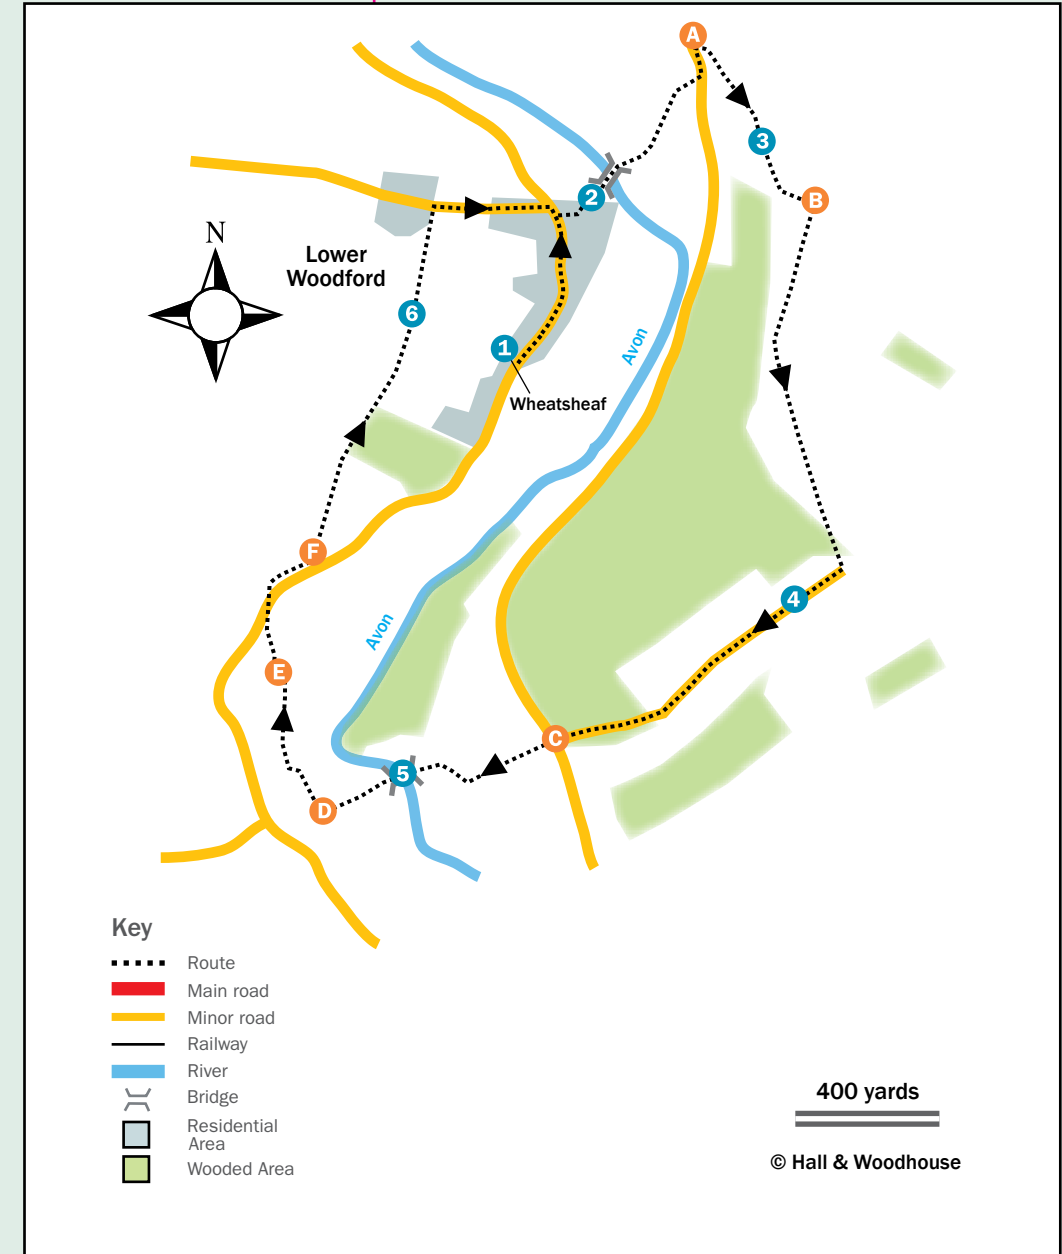 A
3
B
2
N
Lower
Woodford
6
1
Avon
Wheatsheaf
F
4
Avon
E
C
5
D
Key
Route
Main road
Minor road
Railway
River
Bridge
Residential
Area
Wooded Area
400 yards
© Hall & Woodhouse